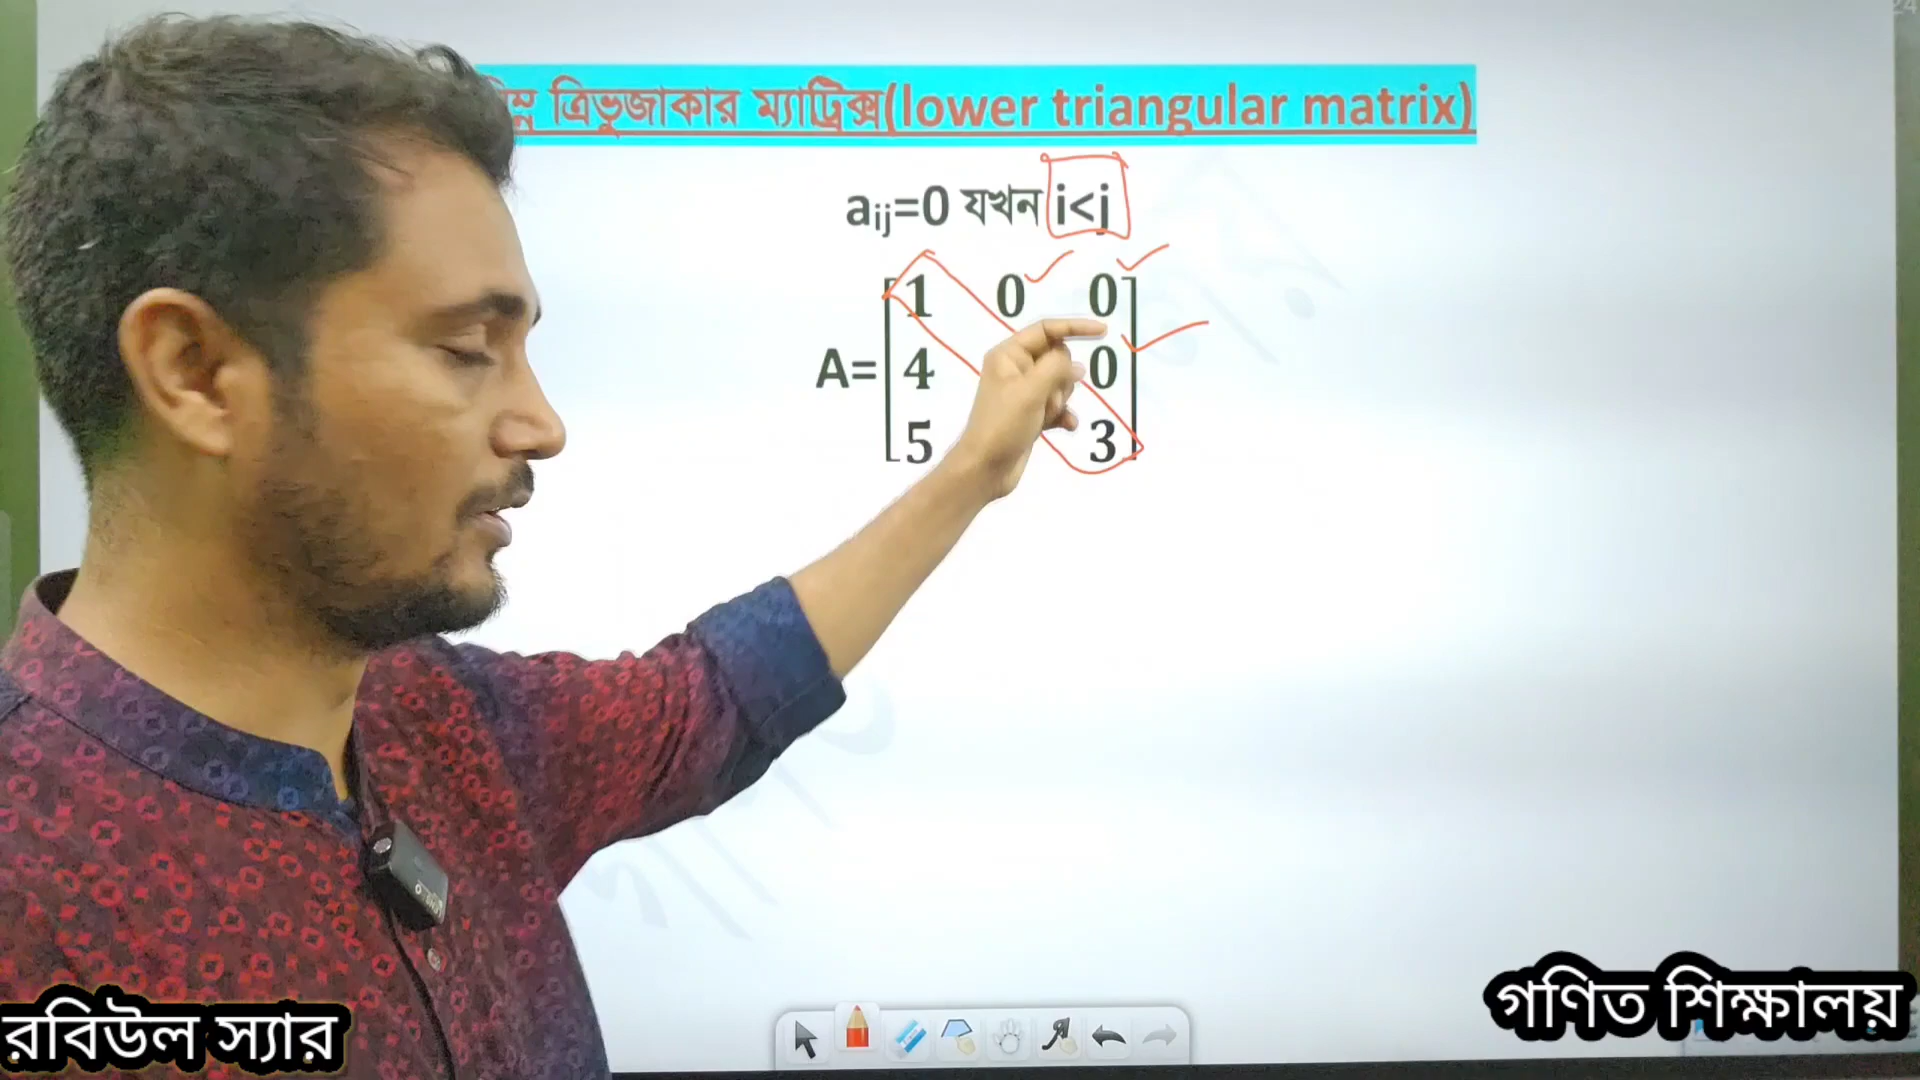 ত্রিভুজাকার ম্যাট্রিক্স(lower triangular matrix)
aij=0 যখন i<j
1 0 0
A= 4 0
5 3
রবিউল স্যার
গণিত শিক্ষালয়